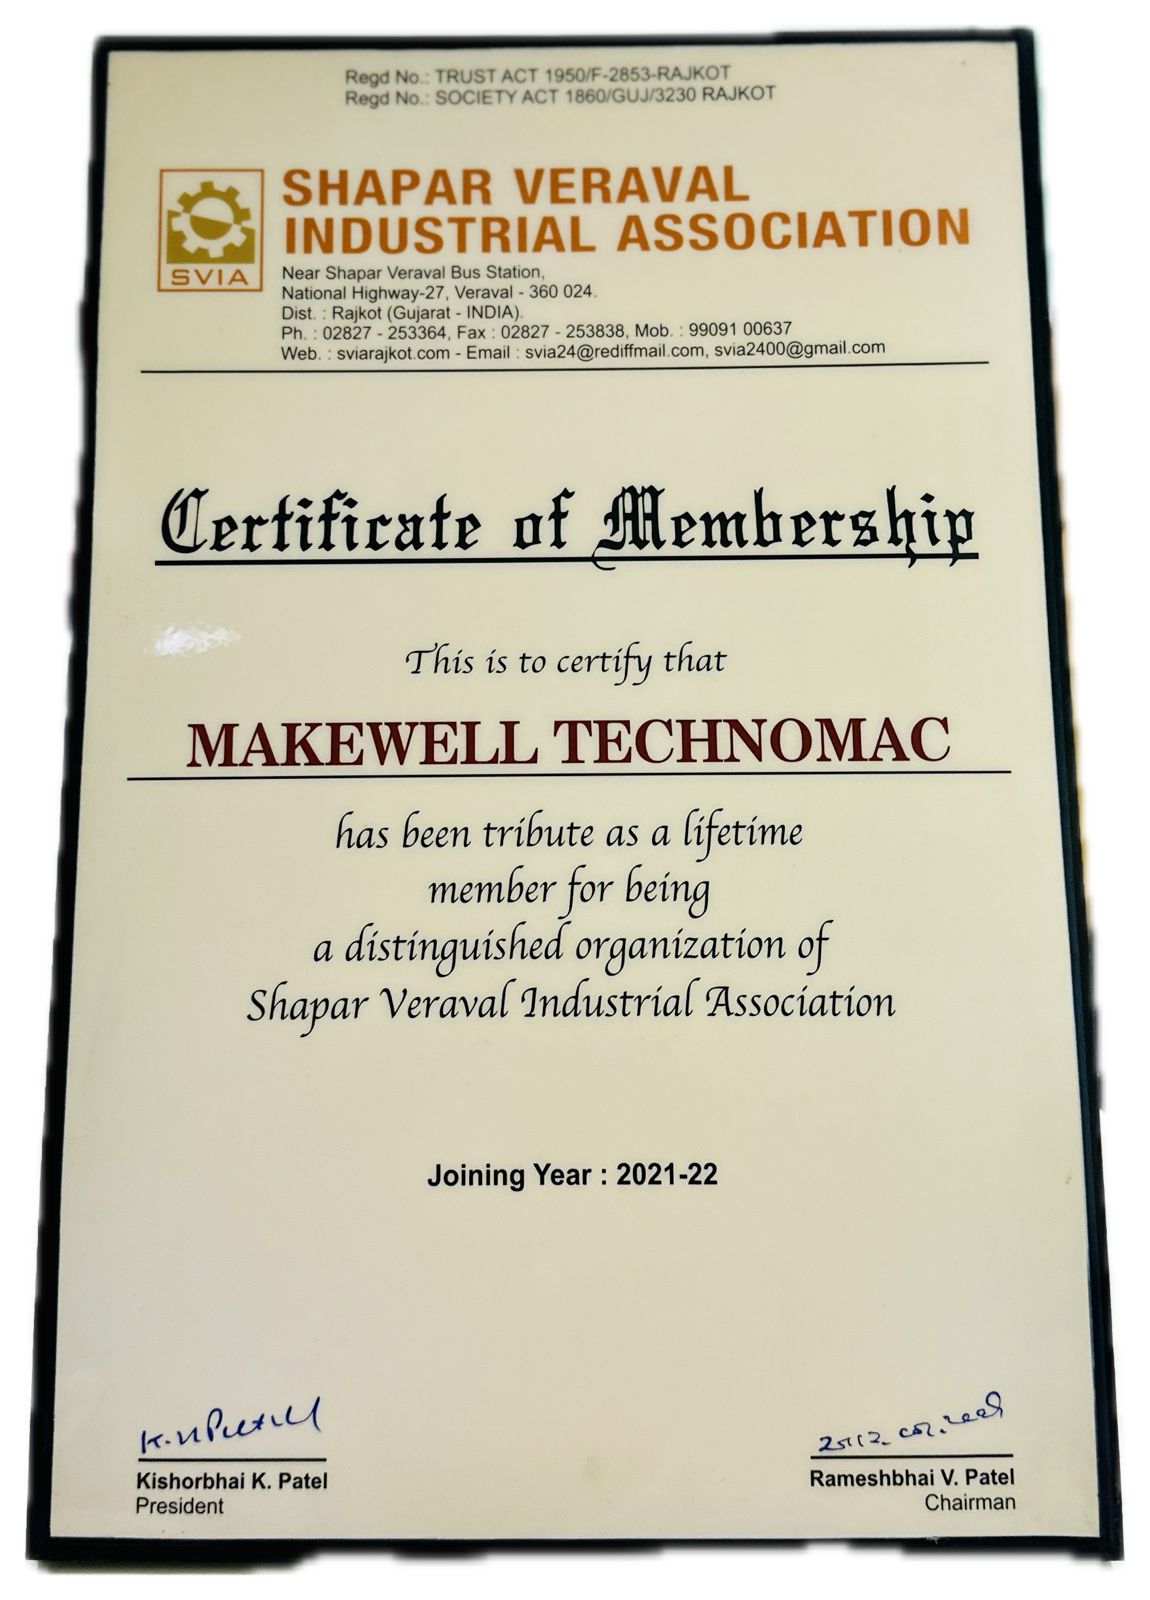 Regd No.: TRUST ACT 1950/F-2853-RAJKOT
Regd No.: SOCIETY ACT 1860/GUJ/3230 RAJKOT
SVIA
SHAPAR VERAVAL
INDUSTRIAL ASSOCIATION
Near Shapar Veraval Bus Station,
National Highway-27, Veraval - 360 024.
Dist. : Rajkot (Gujarat - INDIA).
Ph. : 02827 - 253364, Fax : 02827 - 253838, Mob. : 99091 00637
Web. : sviarajkot.com - Email : svia24@rediffmail.com, svia2400@gmail.com
Certificate of Membership
This is to certify that
MAKEWELL TECHNOMAC
has been tribute as a lifetime
member for being
a distinguished organization of
Shapar Veraval Industrial Association
Joining Year : 2021-22
Kishorbhai K. Patel
President
Rameshbhai V. Patel
Chairman